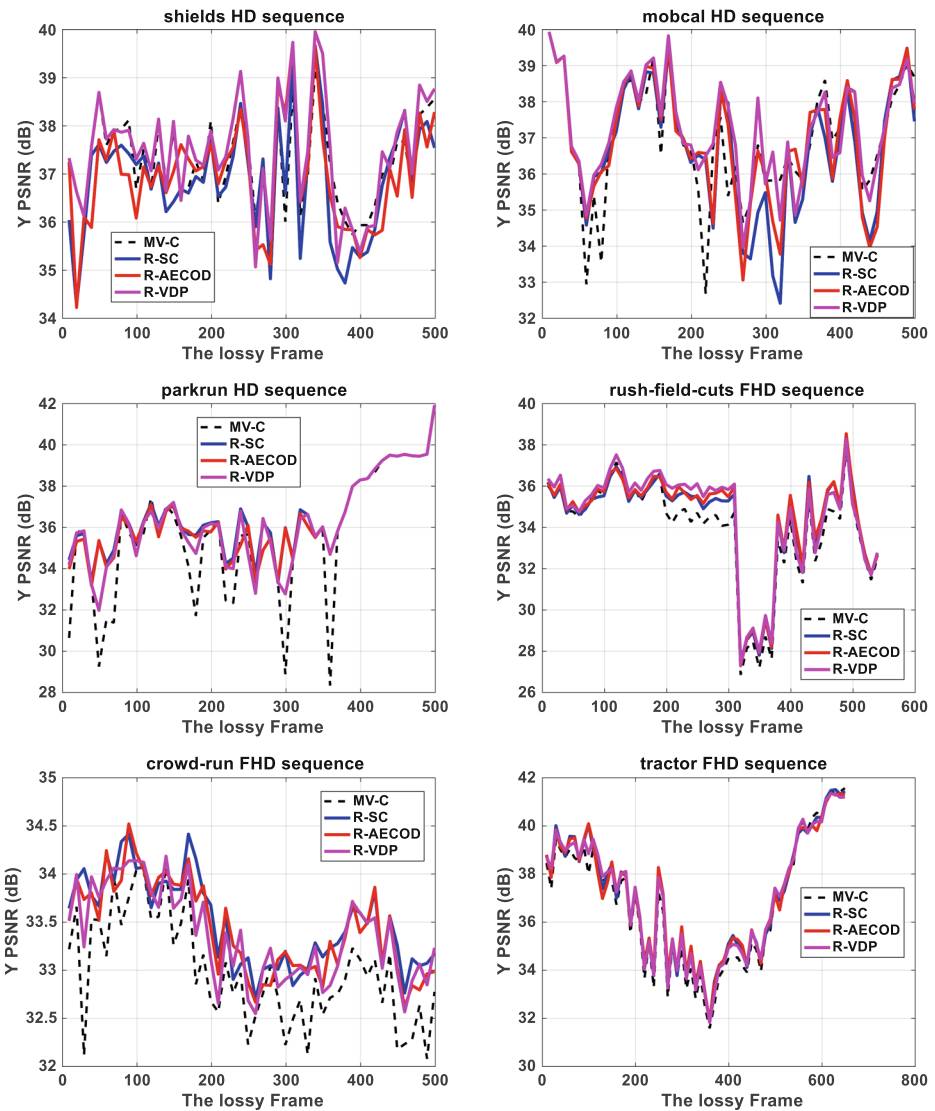 shields HD sequence
40
39
38
37
36
35
34
Y PSNR (dB)
MV-C
R-SC
R-AECOD
R-VDP
0 100 200 300 400 500
The lossy Frame
mobcal HD sequence
40
39
38
37
36
35
34
33
32
Y PSNR (dB)
MV-C
R-SC
R-AECOD
R-VDP
0 100 200 300 400 500
The lossy Frame
parkrun HD sequence
42
40
38
36
34
32
30
28
Y PSNR (dB)
MV-C
R-SC
R-AECOD
R-VDP
0 100 200 300 400 500
The lossy Frame
rush-field-cuts FHD sequence
40
38
36
34
32
30
28
26
Y PSNR (dB)
MV-C
R-SC
R-AECOD
R-VDP
0 100 200 300 400 500 600
The lossy Frame
crowd-run FHD sequence
35
34.5
34
33.5
33
32.5
32
Y PSNR (dB)
MV-C
R-SC
R-AECOD
R-VDP
0 100 200 300 400 500
The lossy Frame
tractor FHD sequence
42
40
38
36
34
32
30
Y PSNR (dB)
MV-C
R-SC
R-AECOD
R-VDP
0 200 400 600 800
The lossy Frame